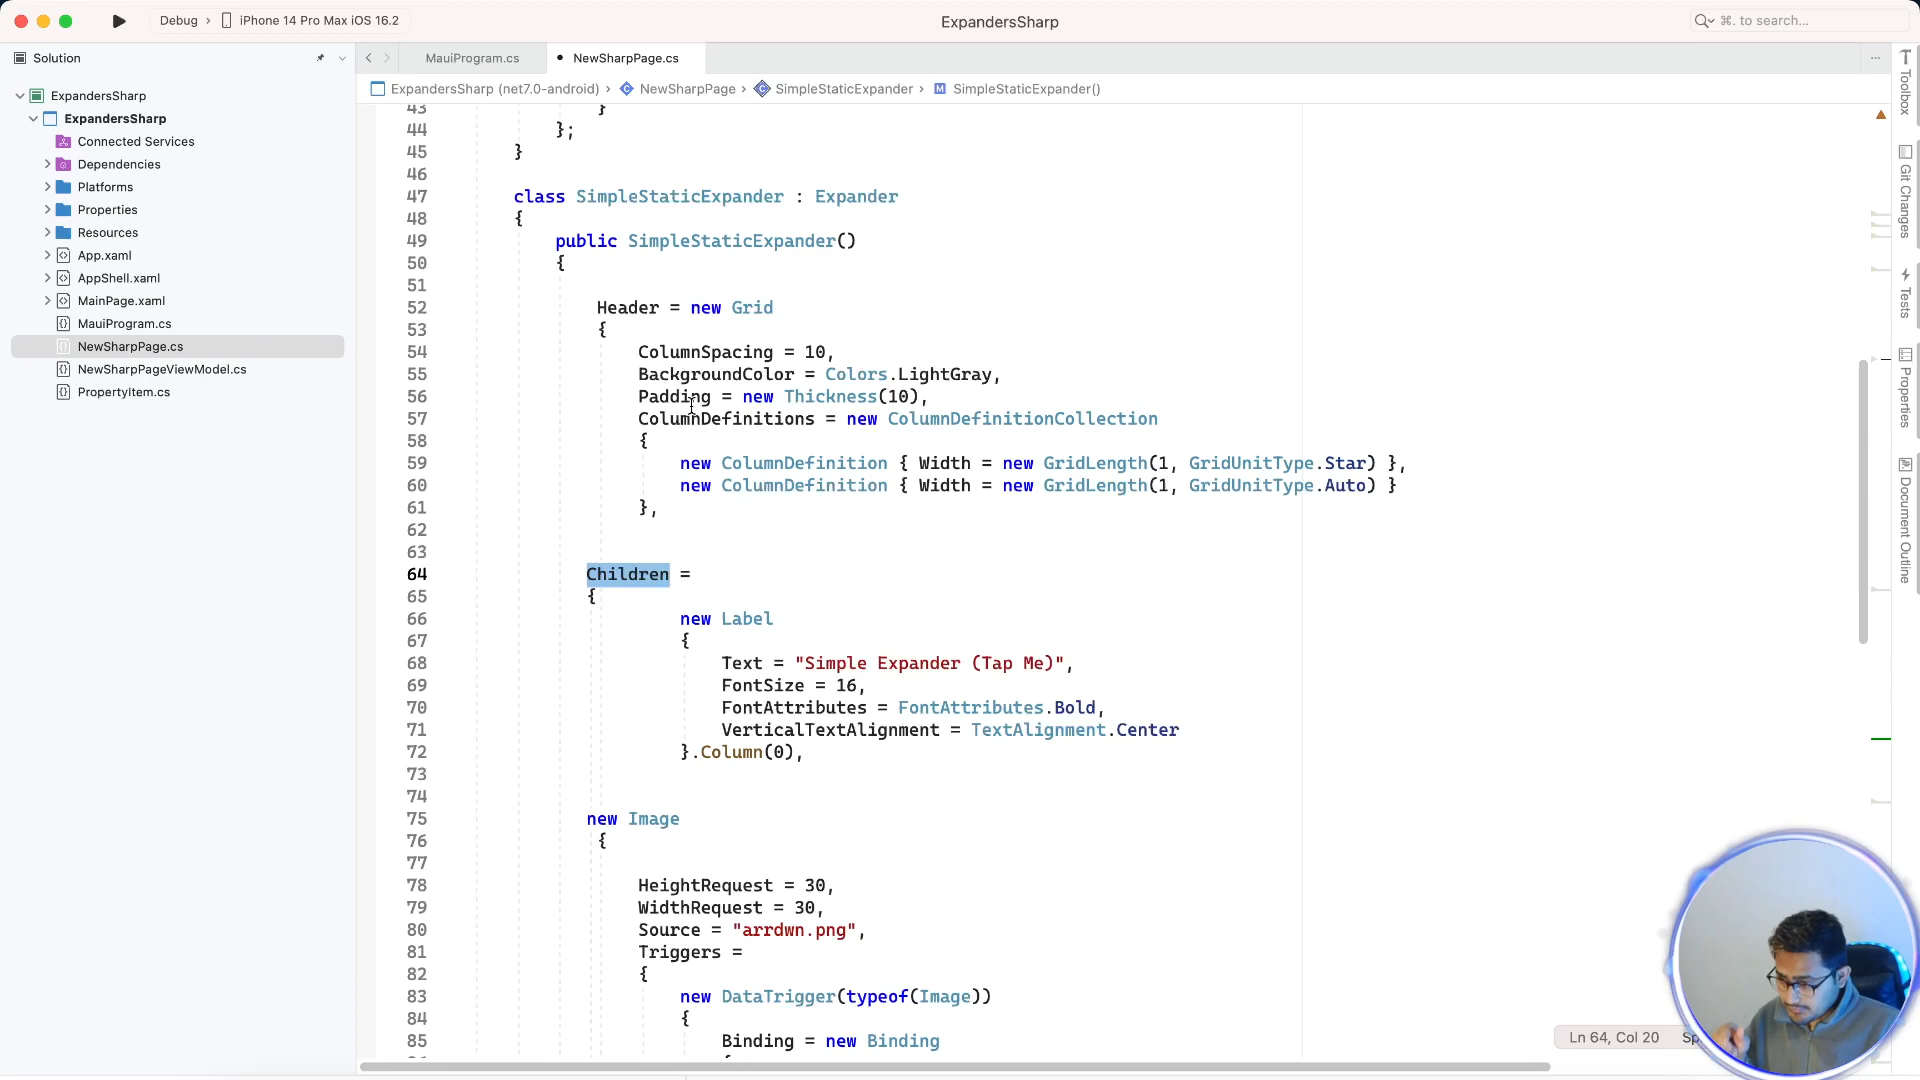 Debug › iPhone 14 Pro Max iOS 16.2
ExpandersSharp
⌘. to search...
Solution
MauiProgram.cs
NewSharpPage.cs
ExpandersSharp (net7.0-android) › NewSharpPage › SimpleStaticExpander › M SimpleStaticExpander()
ExpandersSharp
ExpandersSharp
Connected Services
Dependencies
Platforms
Properties
Resources
App.xaml
AppShell.xaml
MainPage.xaml
MauiProgram.cs
NewSharpPage.cs
NewSharpPageViewModel.cs
PropertyItem.cs
43 }
44 };
45 }
46
47 class SimpleStaticExpander : Expander
48 {
49 public SimpleStaticExpander()
50 {
51
52 Header = new Grid
53 {
54 ColumnSpacing = 10,
55 BackgroundColor = Colors.LightGray,
56 Padding = new Thickness(10),
57 ColumnDefinitions = new ColumnDefinitionCollection
58 {
59 new ColumnDefinition { Width = new GridLength(1, GridUnitType.Star) },
60 new ColumnDefinition { Width = new GridLength(1, GridUnitType.Auto) }
61 },
62
63
64 Children =
65 {
66 new Label
67 {
68 Text = "Simple Expander (Tap Me)",
69 FontSize = 16,
70 FontAttributes = FontAttributes.Bold,
71 VerticalTextAlignment = TextAlignment.Center
72 }.Column(0),
73
74
75 new Image
76 {
77
78 HeightRequest = 30,
79 WidthRequest = 30,
80 Source = "arrdwn.png",
81 Triggers =
82 {
83 new DataTrigger(typeof(Image))
84 {
85 Binding = new Binding
Toolbox
Git Changes
Tests
Properties
Document Outline
Ln 64, Col 20